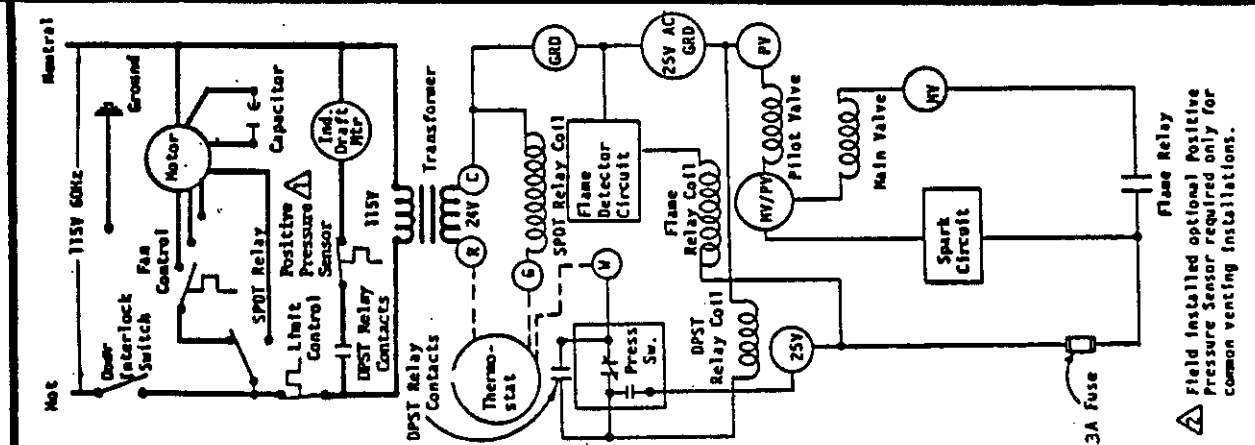 Hot
115V 60Hz
Neutral
Door
Interlock
Switch
Ground
Fan
Control
Motor
Capacitor
SPDT Relay
Limit
Control
Positive
Pressure
Sensor
Ind.
Draft
Mtr
DPST Relay
Contacts
115V
Transformer
24V
R
C
GRD
DPST Relay
Contacts
Thermo-
stat
G
SPDT Relay Coil
W
Press
Sw.
Flame
Detector
Circuit
25V AC
GRD
Flame
Relay Coil
DPST
Relay Coil
25V
PV
Pilot Valve
MV/PV
Main Valve
MV
Spark
Circuit
3A Fuse
Flame Relay
2 Field installed optional Positive
Pressure Sensor required only for
common venting installations.